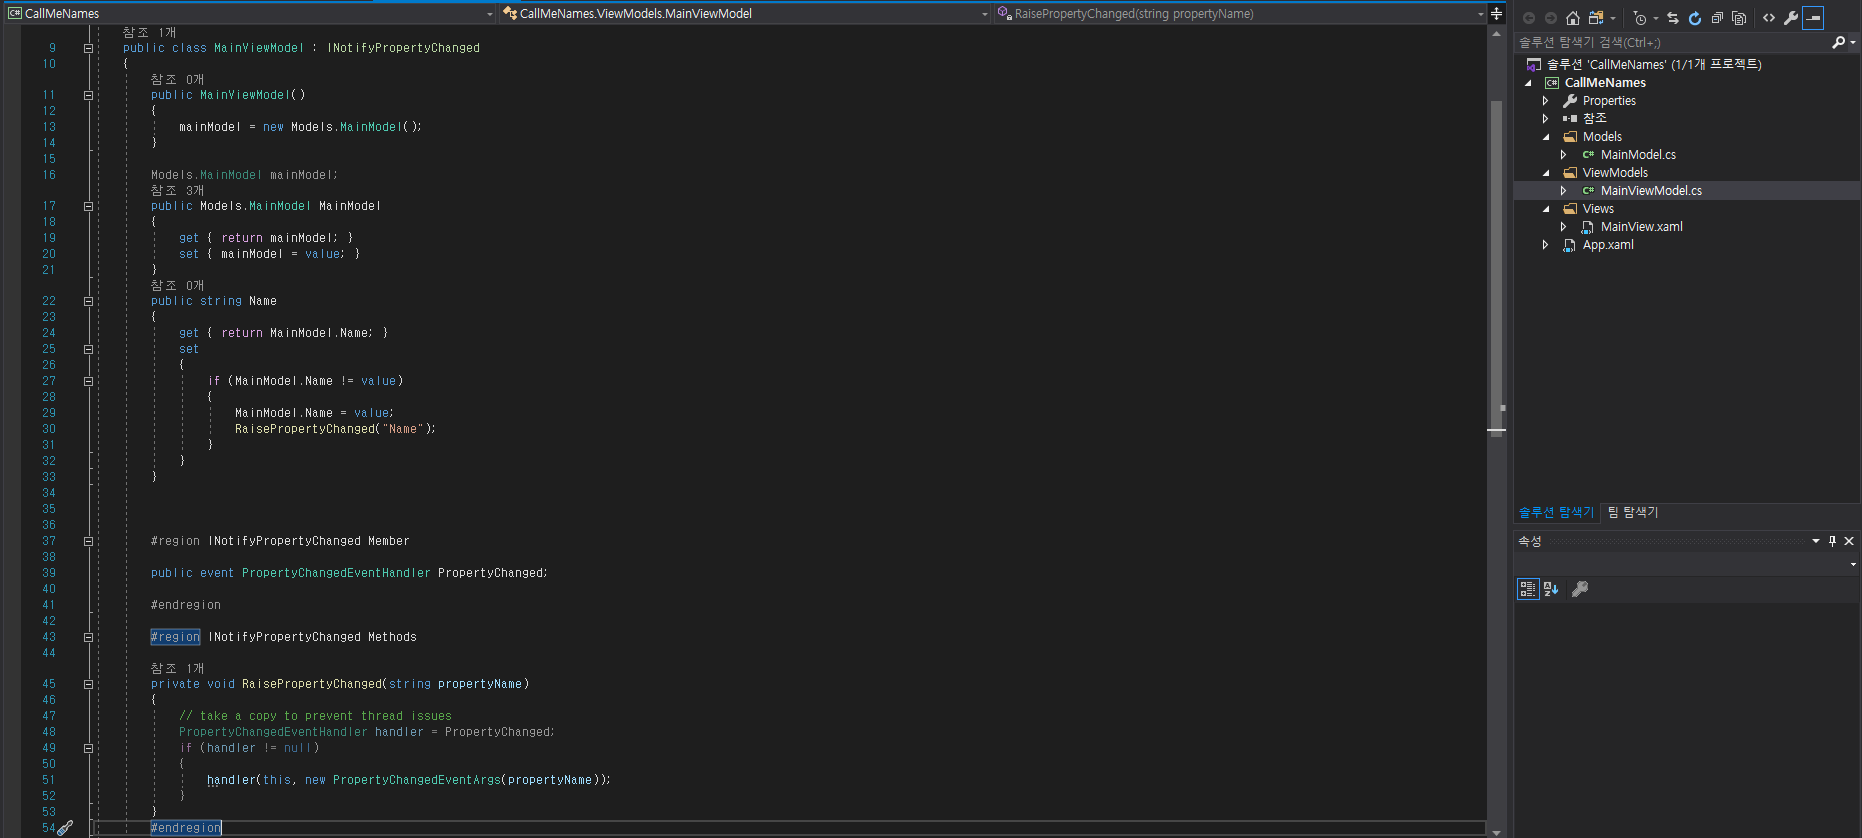 CallMeNames
CallMeNames.ViewModels.MainViewModel
RaisePropertyChanged(string propertyName)
참조 1개
9 public class MainViewModel : INotifyPropertyChanged
10 {
참조 0개
11 public MainViewModel()
12 {
13 mainModel = new Models.MainModel();
14 }
15
16 Models.MainModel mainModel;
참조 3개
17 public Models.MainModel MainModel
18 {
19 get { return mainModel; }
20 set { mainModel = value; }
21 }
참조 0개
22 public string Name
23 {
24 get { return MainModel.Name; }
25 set
26 {
27 if (MainModel.Name != value)
28 {
29 MainModel.Name = value;
30 RaisePropertyChanged("Name");
31 }
32 }
33 }
34
35
36
37 #region INotifyPropertyChanged Member
38
39 public event PropertyChangedEventHandler PropertyChanged;
40
41 #endregion
42
43 #region INotifyPropertyChanged Methods
44
참조 1개
45 private void RaisePropertyChanged(string propertyName)
46 {
47 // take a copy to prevent thread issues
48 PropertyChangedEventHandler handler = PropertyChanged;
49 if (handler != null)
50 {
51 handler(this, new PropertyChangedEventArgs(propertyName));
52 }
53 }
54 #endregion
솔루션 탐색기 검색(Ctrl+;)
솔루션 'CallMeNames' (1/1개 프로젝트)
C# CallMeNames
Properties
참조
Models
C# MainModel.cs
ViewModels
C# MainViewModel.cs
Views
MainView.xaml
App.xaml
솔루션 탐색기
팀 탐색기
속성